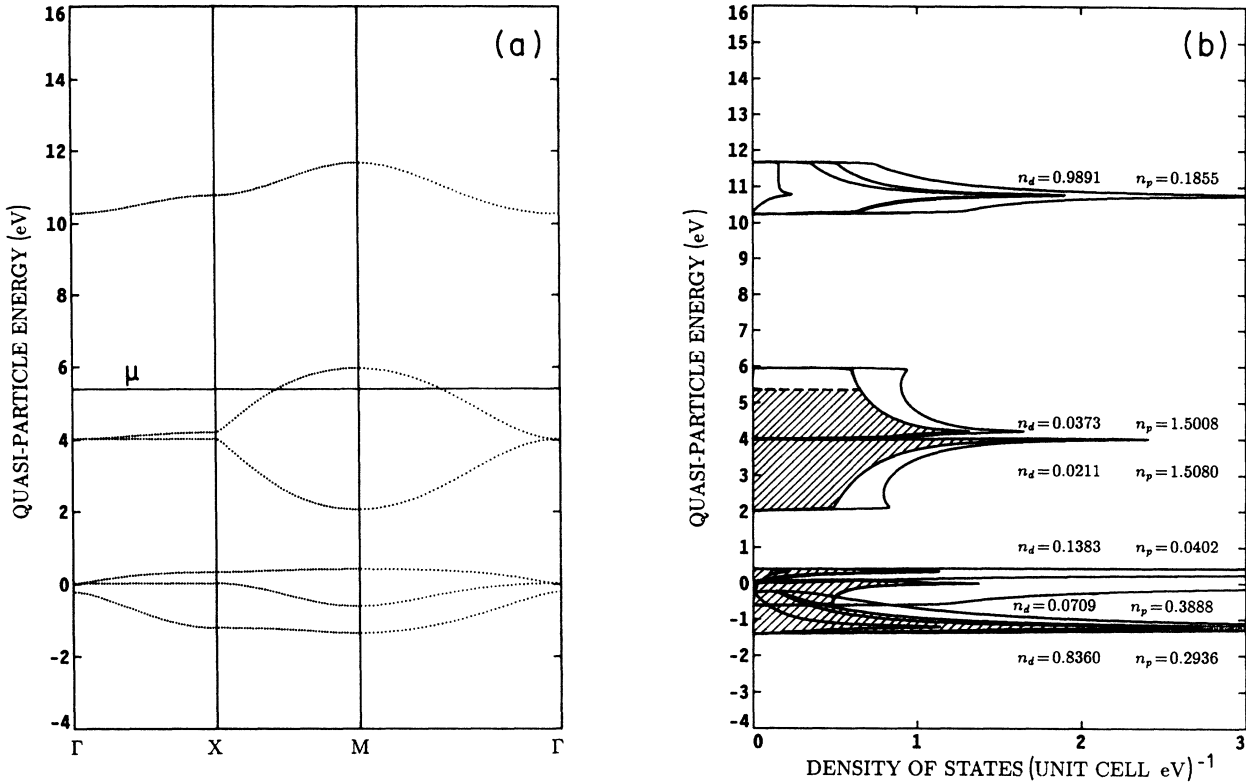 (a)
QUASI-PARTICLE ENERGY (eV)
16
14
12
10
8
6
4
2
0
-2
-4
μ
Γ
X
M
Γ
(b)
QUASI-PARTICLE ENERGY (eV)
16
15
14
13
12
11
10
9
8
7
6
5
4
3
2
1
0
-1
-2
-3
-4
n_d=0.9891 n_p=0.1855
n_d=0.0373 n_p=1.5008
n_d=0.0211 n_p=1.5080
n_d=0.1383 n_p=0.0402
n_d=0.0709 n_p=0.3888
n_d=0.8360 n_p=0.2936
0 1 2 3
DENSITY OF STATES (UNIT CELL eV)⁻¹